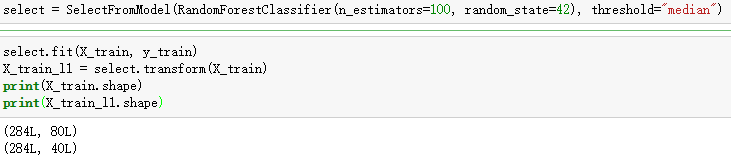 select = SelectFromModel(RandomForestClassifier(n_estimators=100, random_state=42), threshold="median")
select.fit(X_train, y_train)
X_train_l1 = select.transform(X_train)
print(X_train.shape)
print(X_train_l1.shape)
(284L, 80L)
(284L, 40L)